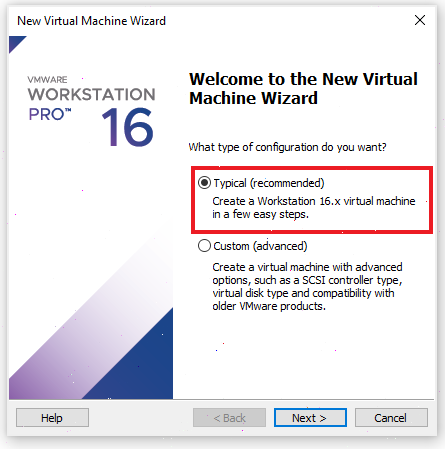 New Virtual Machine Wizard
VMWARE
WORKSTATION
PRO™
16
Welcome to the New Virtual
Machine Wizard
What type of configuration do you want?
Typical (recommended)
Create a Workstation 16.x virtual machine
in a few easy steps.
Custom (advanced)
Create a virtual machine with advanced
options, such as a SCSI controller type,
virtual disk type and compatibility with
older VMware products.
Help
< Back
Next >
Cancel